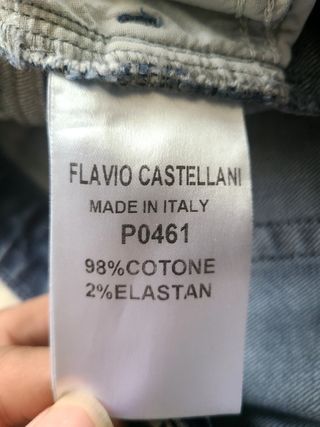 FLAVIO CASTELLANI
MADE IN ITALY
P0461
98%COTONE
2%ELASTAN